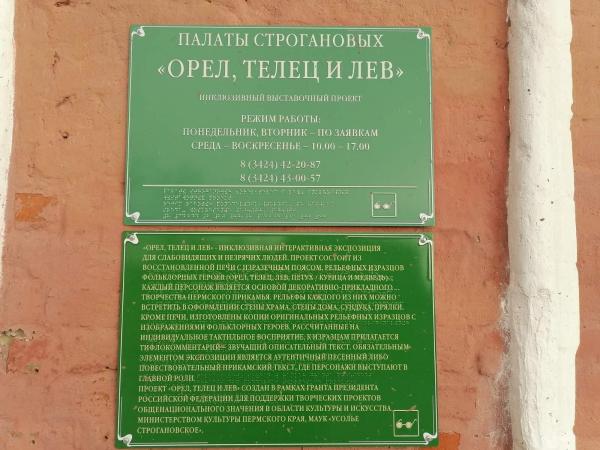 ПАЛАТЫ СТРОГАНОВЫХ
«ОРЕЛ, ТЕЛЕЦ И ЛЕВ»
ИНКЛЮЗИВНЫЙ ВЫСТАВОЧНЫЙ ПРОЕКТ
РЕЖИМ РАБОТЫ:
ПОНЕДЕЛЬНИК, ВТОРНИК – ПО ЗАЯВКАМ
СРЕДА – ВОСКРЕСЕНЬЕ – 10.00 – 17.00
8 (3424) 42-20-87
8 (3424) 43-00-57
«ОРЕЛ, ТЕЛЕЦ И ЛЕВ» - ИНКЛЮЗИВНАЯ ИНТЕРАКТИВНАЯ ЭКСПОЗИЦИЯ
ДЛЯ СЛАБОВИДЯЩИХ И НЕЗРЯЧИХ ЛЮДЕЙ. ПРОЕКТ СОСТОИТ ИЗ
ВОССТАНОВЛЕННОЙ ПЕЧИ С ИЗРАЗЕЧНЫМ ПОЯСОМ, РЕЛЬЕФНЫХ ИЗРАЗЦОВ
ФОЛЬКЛОРНЫХ ГЕРОЕВ (ОРЕЛ, ТЕЛЕЦ, ЛЕВ, ПЕТУХ / КУРИЦА И МЕДВЕДЬ).
КАЖДЫЙ ПЕРСОНАЖ ЯВЛЯЕТСЯ ОСНОВОЙ ДЕКОРАТИВНО-ПРИКЛАДНОГО
ТВОРЧЕСТВА ПЕРМСКОГО ПРИКАМЬЯ. РЕЛЬЕФЫ КАЖДОГО ИЗ НИХ МОЖНО
ВСТРЕТИТЬ В ОФОРМЛЕНИИ СТЕНЫ ХРАМА, СТЕНЫ ДОМА, СУНДУКА, ПРЯЛКИ.
КРОМЕ ПЕЧИ, ИЗГОТОВЛЕНЫ КОПИИ ОРИГИНАЛЬНЫХ РЕЛЬЕФНЫХ ИЗРАЗЦОВ С
ИЗОБРАЖЕНИЯМИ ФОЛЬКЛОРНЫХ ГЕРОЕВ, РАССЧИТАННЫЕ НА
ИНДИВИДУАЛЬНОЕ ТАКТИЛЬНОЕ ВОСПРИЯТИЕ. К ИЗРАЗЦАМ ПРИЛАГАЕТСЯ
ТИФЛОКОММЕНТАРИЙ – ЗВУЧАЩИЙ ОПИСАТЕЛЬНЫЙ ТЕКСТ. ОБЯЗАТЕЛЬНЫМ
ЭЛЕМЕНТОМ ЭКСПОЗИЦИИ ЯВЛЯЕТСЯ АУТЕНТИЧНЫЙ ПЕСЕННЫЙ ЛИБО
ПОВЕСТВОВАТЕЛЬНЫЙ ПРИКАМСКИЙ ТЕКСТ, ГДЕ ПЕРСОНАЖИ ВЫСТУПАЮТ В
ГЛАВНОЙ РОЛИ.
ПРОЕКТ «ОРЕЛ, ТЕЛЕЦ И ЛЕВ» СОЗДАН В РАМКАХ ГРАНТА ПРЕЗИДЕНТА
РОССИЙСКОЙ ФЕДЕРАЦИИ ДЛЯ ПОДДЕРЖКИ ТВОРЧЕСКИХ ПРОЕКТОВ
ОБЩЕНАЦИОНАЛЬНОГО ЗНАЧЕНИЯ В ОБЛАСТИ КУЛЬТУРЫ И ИСКУССТВА,
МИНИСТЕРСТВОМ КУЛЬТУРЫ ПЕРМСКОГО КРАЯ, МАУК «УСОЛЬЕ
СТРОГАНОВСКОЕ».